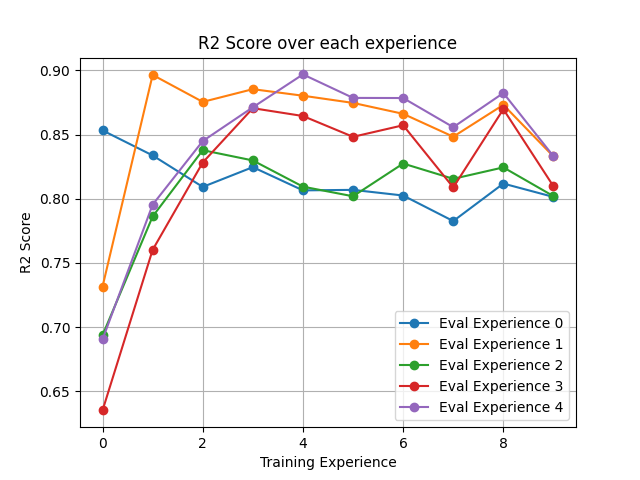 R2 Score over each experience
0.90
0.85
0.80
0.75
0.70
0.65
R2 Score
0
2
4
6
8
Training Experience
Eval Experience 0
Eval Experience 1
Eval Experience 2
Eval Experience 3
Eval Experience 4